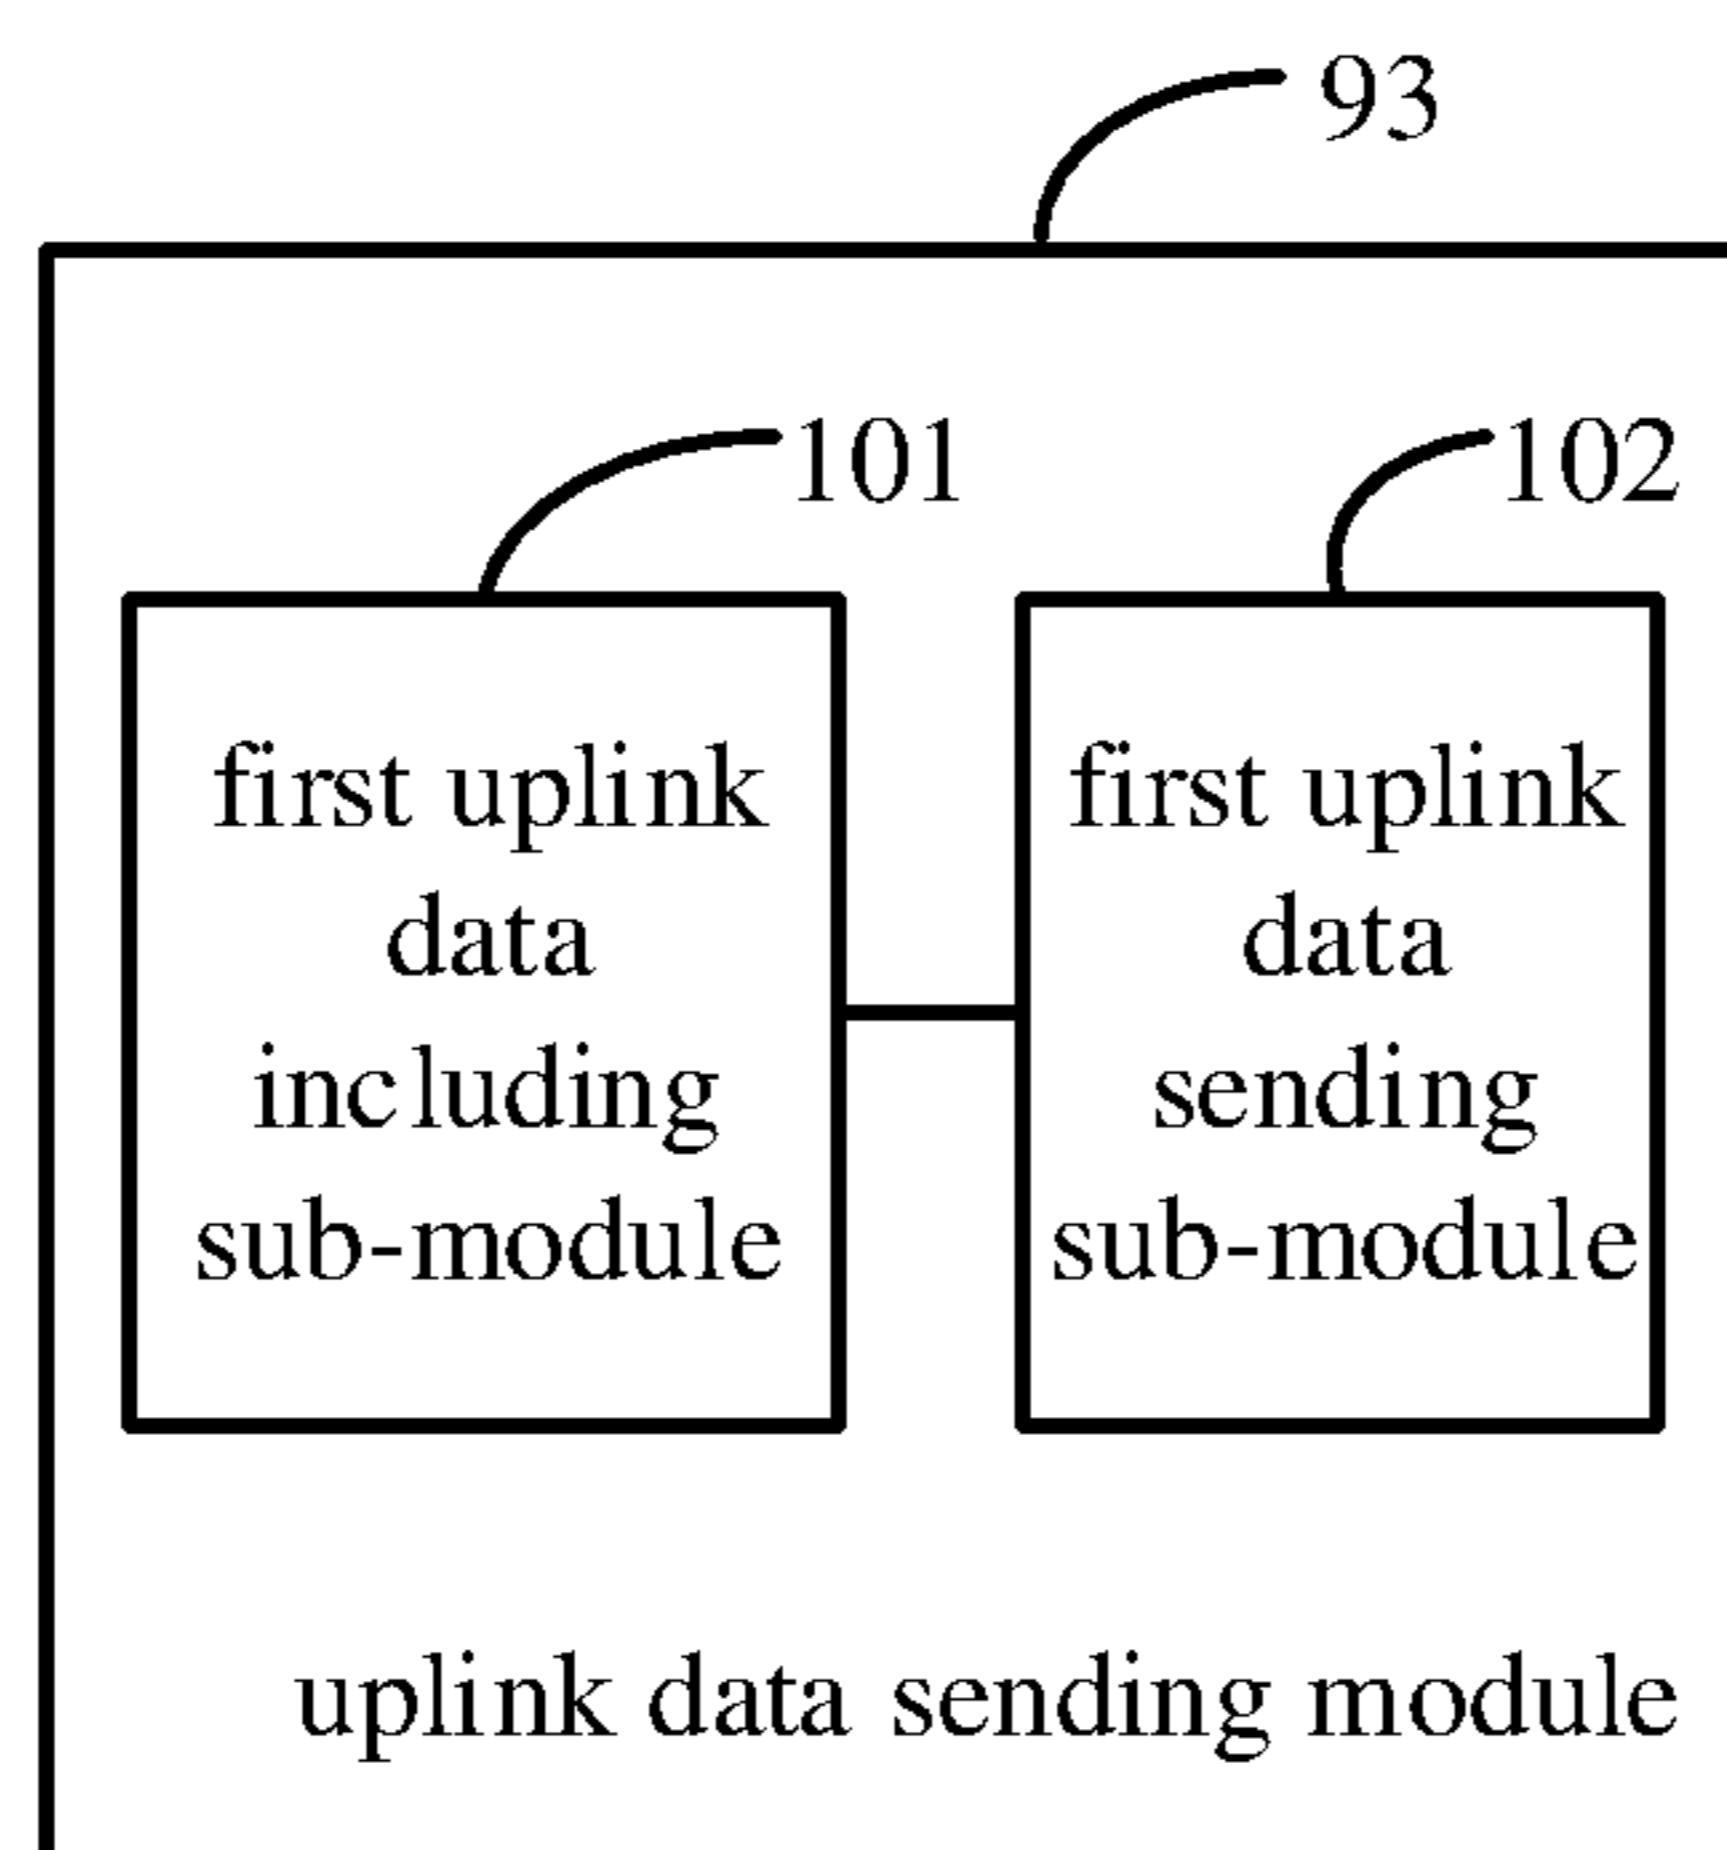 93
101
102
first uplink
data
including
sub-module
first uplink
data
sending
sub-module
uplink data sending module